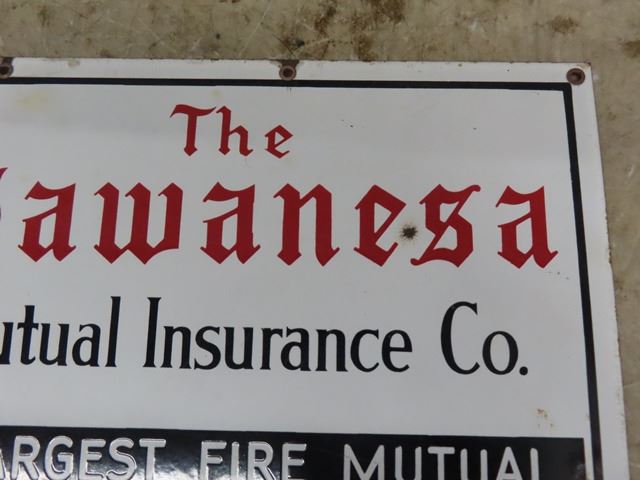 The
awanesa
utual Insurance Co.
ARGEST FIRE MUTUAL